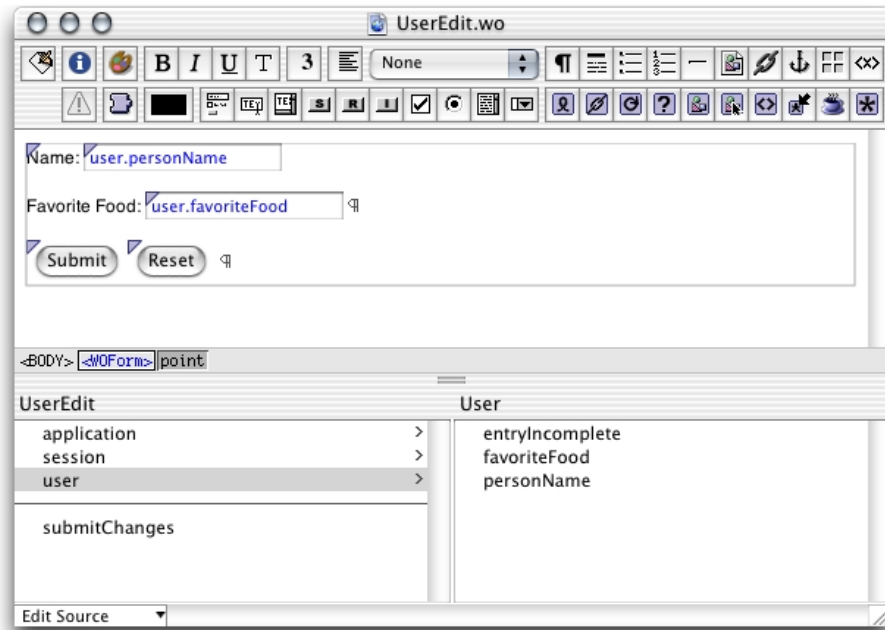 UserEdit.wo
B I U T 3 None ¶
TEXT S R I
Name: user.personName
Favorite Food: user.favoriteFood ¶
Submit Reset ¶
<BODY> <WOForm> point
UserEdit User
application > entryIncomplete
session > favoriteFood
user > personName
submitChanges
Edit Source